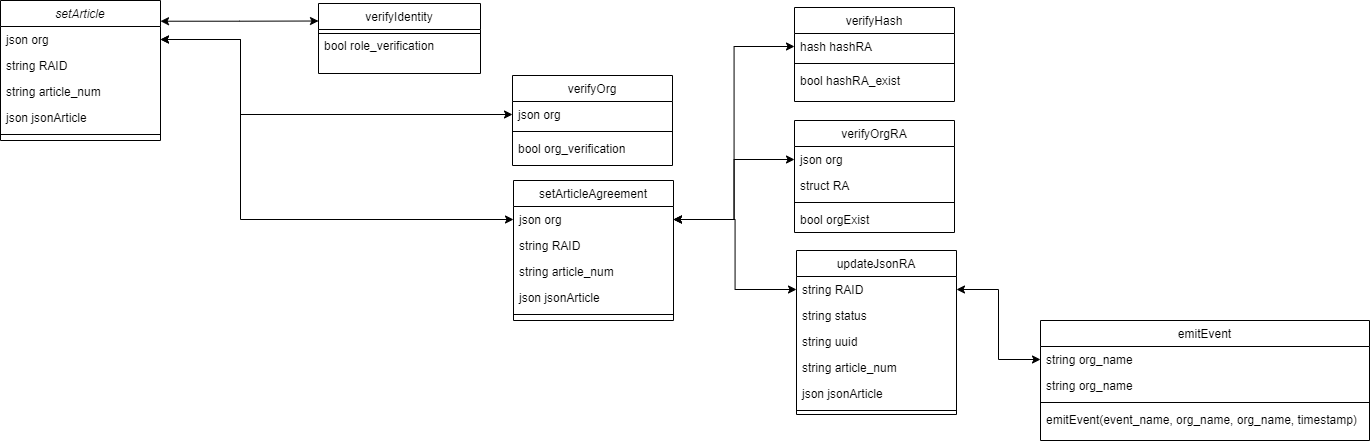 setArticle
json org
string RAID
string article_num
json jsonArticle
verifyIdentity
bool role_verification
verifyOrg
json org
bool org_verification
setArticleAgreement
json org
string RAID
string article_num
json jsonArticle
verifyHash
hash hashRA
bool hashRA_exist
verifyOrgRA
json org
struct RA
bool orgExist
updateJsonRA
string RAID
string status
string uuid
string article_num
json jsonArticle
emitEvent
string org_name
string org_name
emitEvent(event_name, org_name, org_name, timestamp)